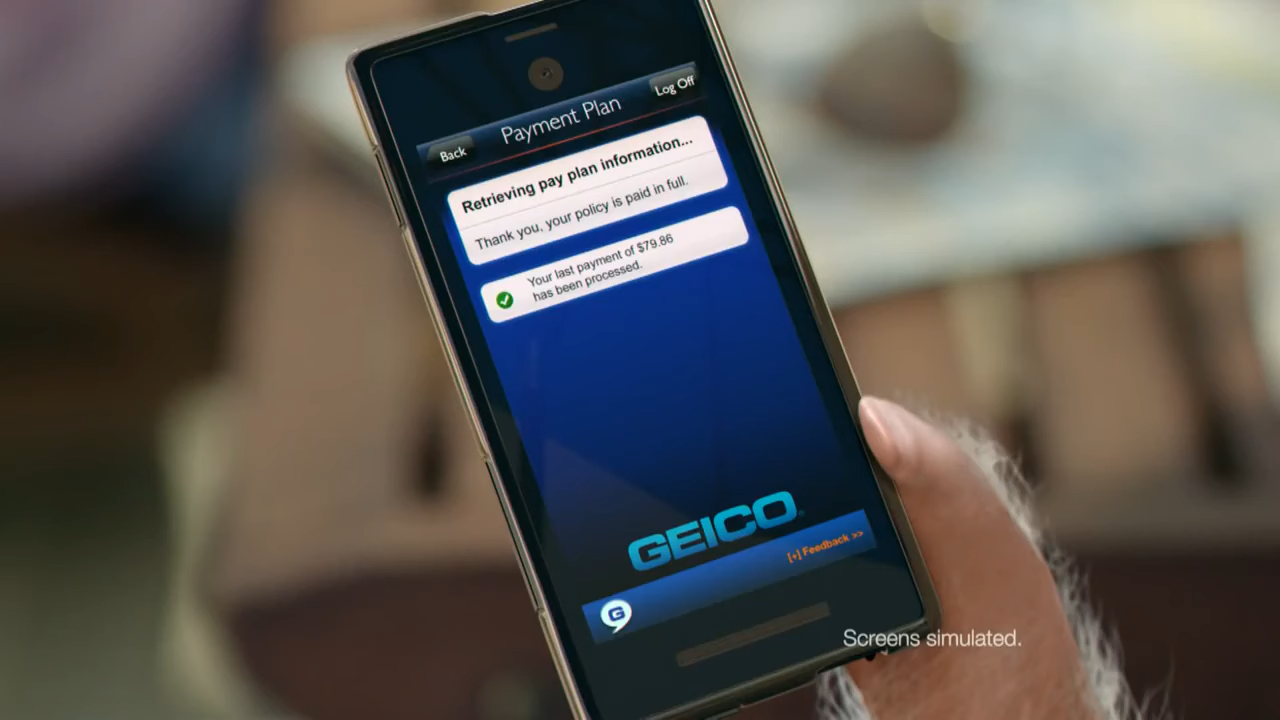 Payment Plan
Log Off
Back
Retrieving pay plan information...
Thank you, your policy is paid in full.
Your last payment of $79.86
has been processed.
GEICO
[+] Feedback >>
G
Screens simulated.